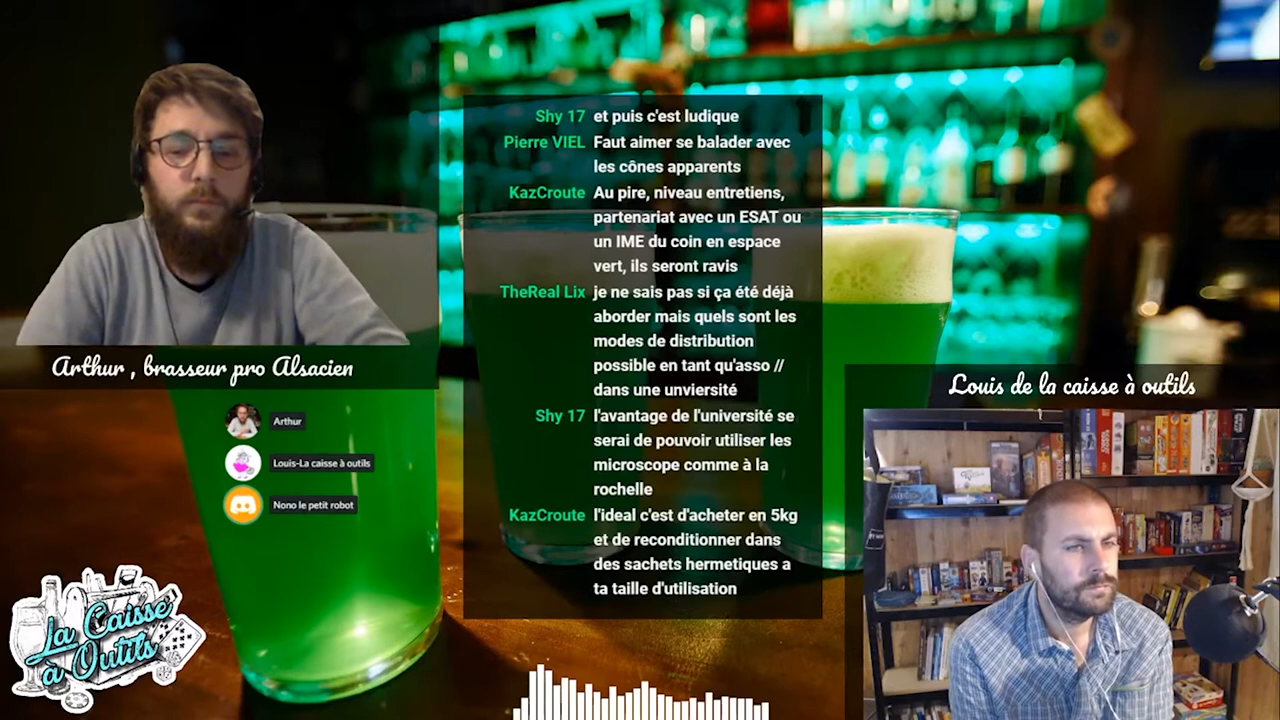 Shy 17 et puis c'est ludique
Pierre VIEL Faut aimer se balader avec
les cônes apparents
KazCroute Au pire, niveau entretiens,
partenariat avec un ESAT ou
un IME du coin en espace
vert, ils seront ravis
TheReal Lix je ne sais pas si ça été déjà
aborder mais quels sont les
modes de distribution
possible en tant qu'asso //
dans une unviersité
Shy 17 l'avantage de l'université se
serai de pouvoir utiliser les
microscope comme à la
rochelle
KazCroute l'ideal c'est d'acheter en 5kg
et de reconditionner dans
des sachets hermetiques a
ta taille d'utilisation
Arthur , brasseur pro Alsacien
Arthur
Louis-La caisse à outils
Nono le petit robot
Louis de la caisse à outils
La Caisse
à Outils